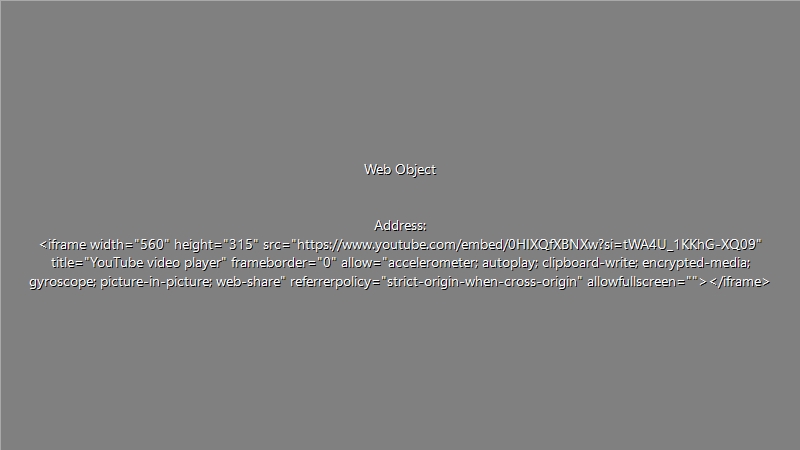 Web Object
Address:
<iframe width="560" height="315" src="https://www.youtube.com/embed/0HIXQfXBNXw?si=tWA4U_1KKhG-XQ09"
title="YouTube video player" frameborder="0" allow="accelerometer; autoplay; clipboard-write; encrypted-media;
gyroscope; picture-in-picture; web-share" referrerpolicy="strict-origin-when-cross-origin" allowfullscreen=""></iframe>